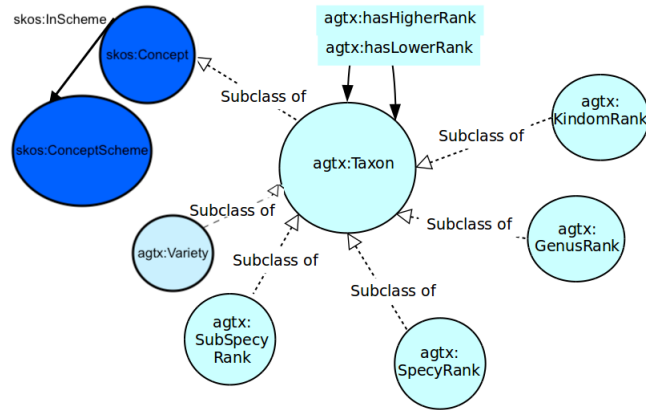 skos:InScheme
skos:Concept
skos:ConceptScheme
agtx:hasHigherRank
agtx:hasLowerRank
Subclass of
agtx:Taxon
agtx:
KindomRank
Subclass of
Subclass of
agtx:Variety
Subclass of
agtx:
GenusRank
Subclass of
agtx:
SubSpecy
Rank
Subclass of
agtx:
SpecyRank